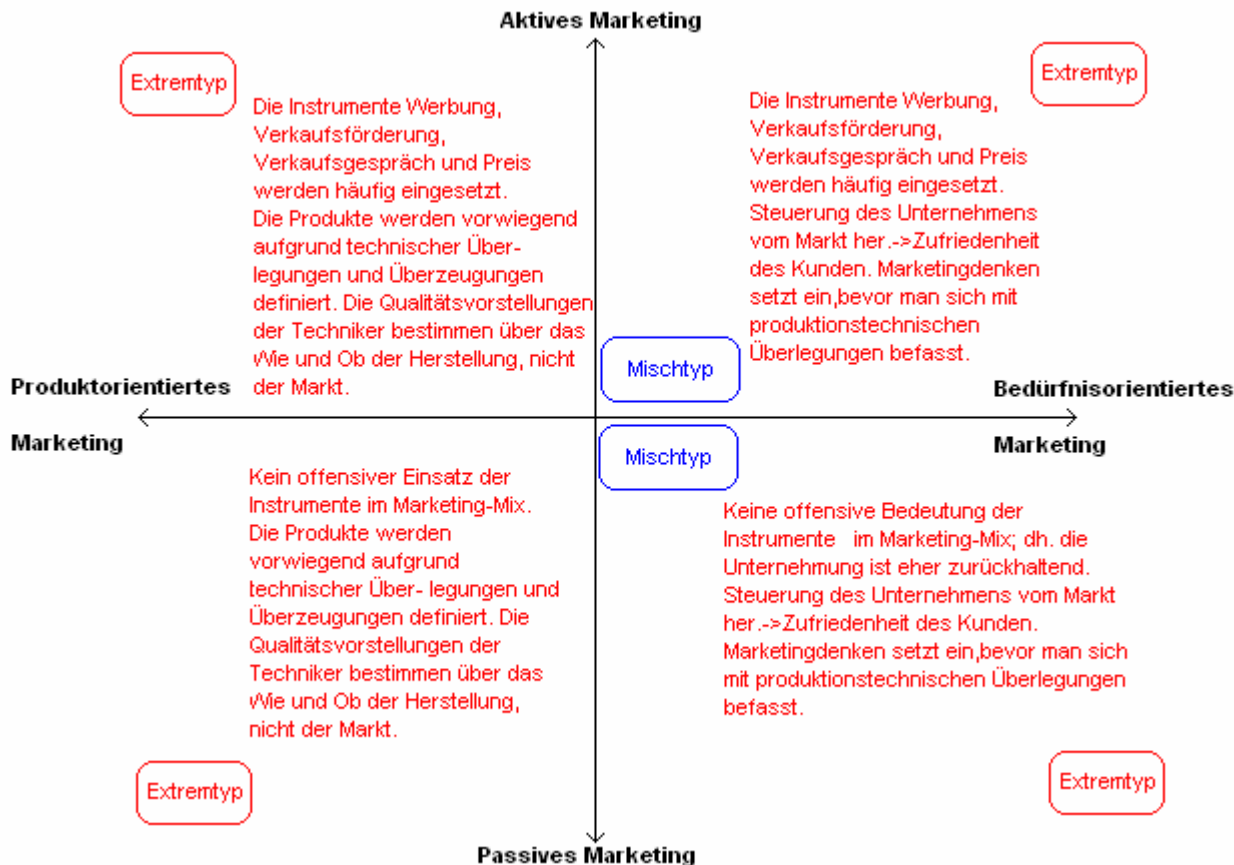 Aktives Marketing
Extremtyp
Die Instrumente Werbung,
Verkaufsförderung,
Verkaufsgespräch und Preis
werden häufig eingesetzt.
Die Produkte werden vorwiegend
aufgrund technischer Über-
legungen und Überzeugungen
definiert. Die Qualitätsvorstellungen
der Techniker bestimmen über das
Wie und Ob der Herstellung, nicht
der Markt.
Extremtyp
Die Instrumente Werbung,
Verkaufsförderung,
Verkaufsgespräch und Preis
werden häufig eingesetzt.
Steuerung des Unternehmens
vom Markt her.->Zufriedenheit
des Kunden. Marketingdenken
setzt ein,bevor man sich mit
produktionstechnischen
Überlegungen befasst.
Mischtyp
Produktorientiertes
Marketing
Bedürfnisorientiertes
Marketing
Mischtyp
Kein offensiver Einsatz der
Instrumente im Marketing-Mix.
Die Produkte werden
vorwiegend aufgrund
technischer Über- legungen und
Überzeugungen definiert. Die
Qualitätsvorstellungen der
Techniker bestimmen über das
Wie und Ob der Herstellung,
nicht der Markt.
Extremtyp
Keine offensive Bedeutung der
Instrumente im Marketing-Mix; dh. die
Unternehmung ist eher zurückhaltend.
Steuerung des Unternehmens vom Markt
her.->Zufriedenheit des Kunden.
Marketingdenken setzt ein,bevor man sich
mit produktionstechnischen Überlegungen
befasst.
Extremtyp
Passives Marketing